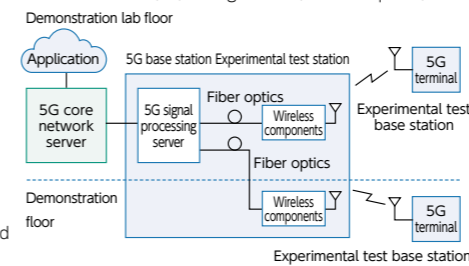 Demonstration lab floor
Application
5G base station Experimental test station
5G core
network
server
5G signal
processing
server
Fiber optics
Wireless
components
5G
terminal
Experimental test
base station
Fiber optics
Demonstration
floor
Wireless
components
5G
terminal
Experimental test base station